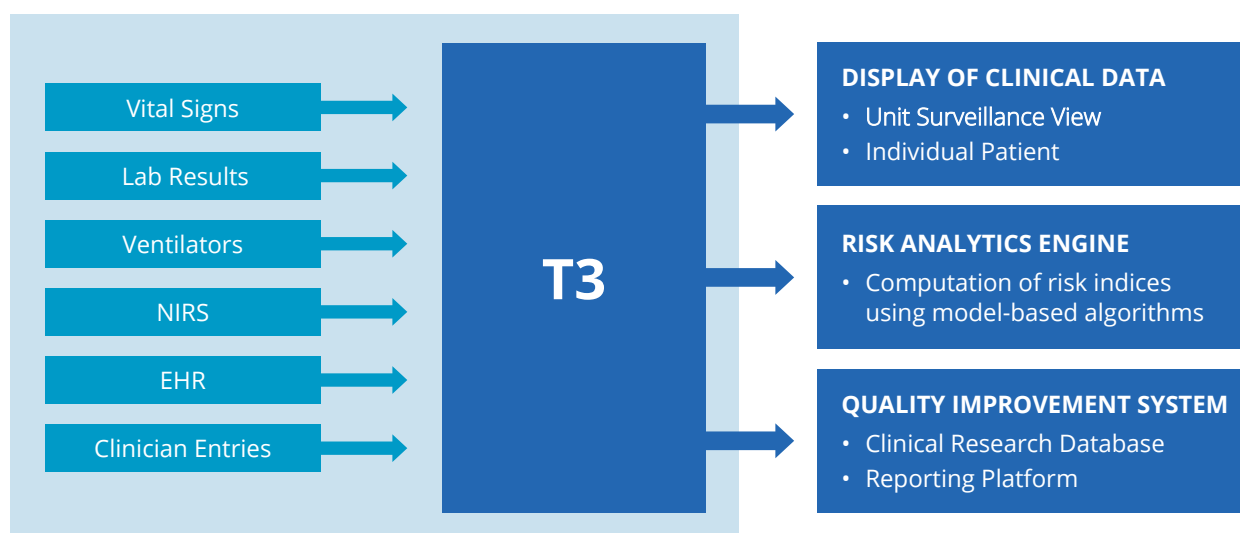 Vital Signs
Lab Results
Ventilators
NIRS
EHR
Clinician Entries
T3
DISPLAY OF CLINICAL DATA
• Unit Surveillance View
• Individual Patient
RISK ANALYTICS ENGINE
• Computation of risk indices
using model-based algorithms
QUALITY IMPROVEMENT SYSTEM
• Clinical Research Database
• Reporting Platform